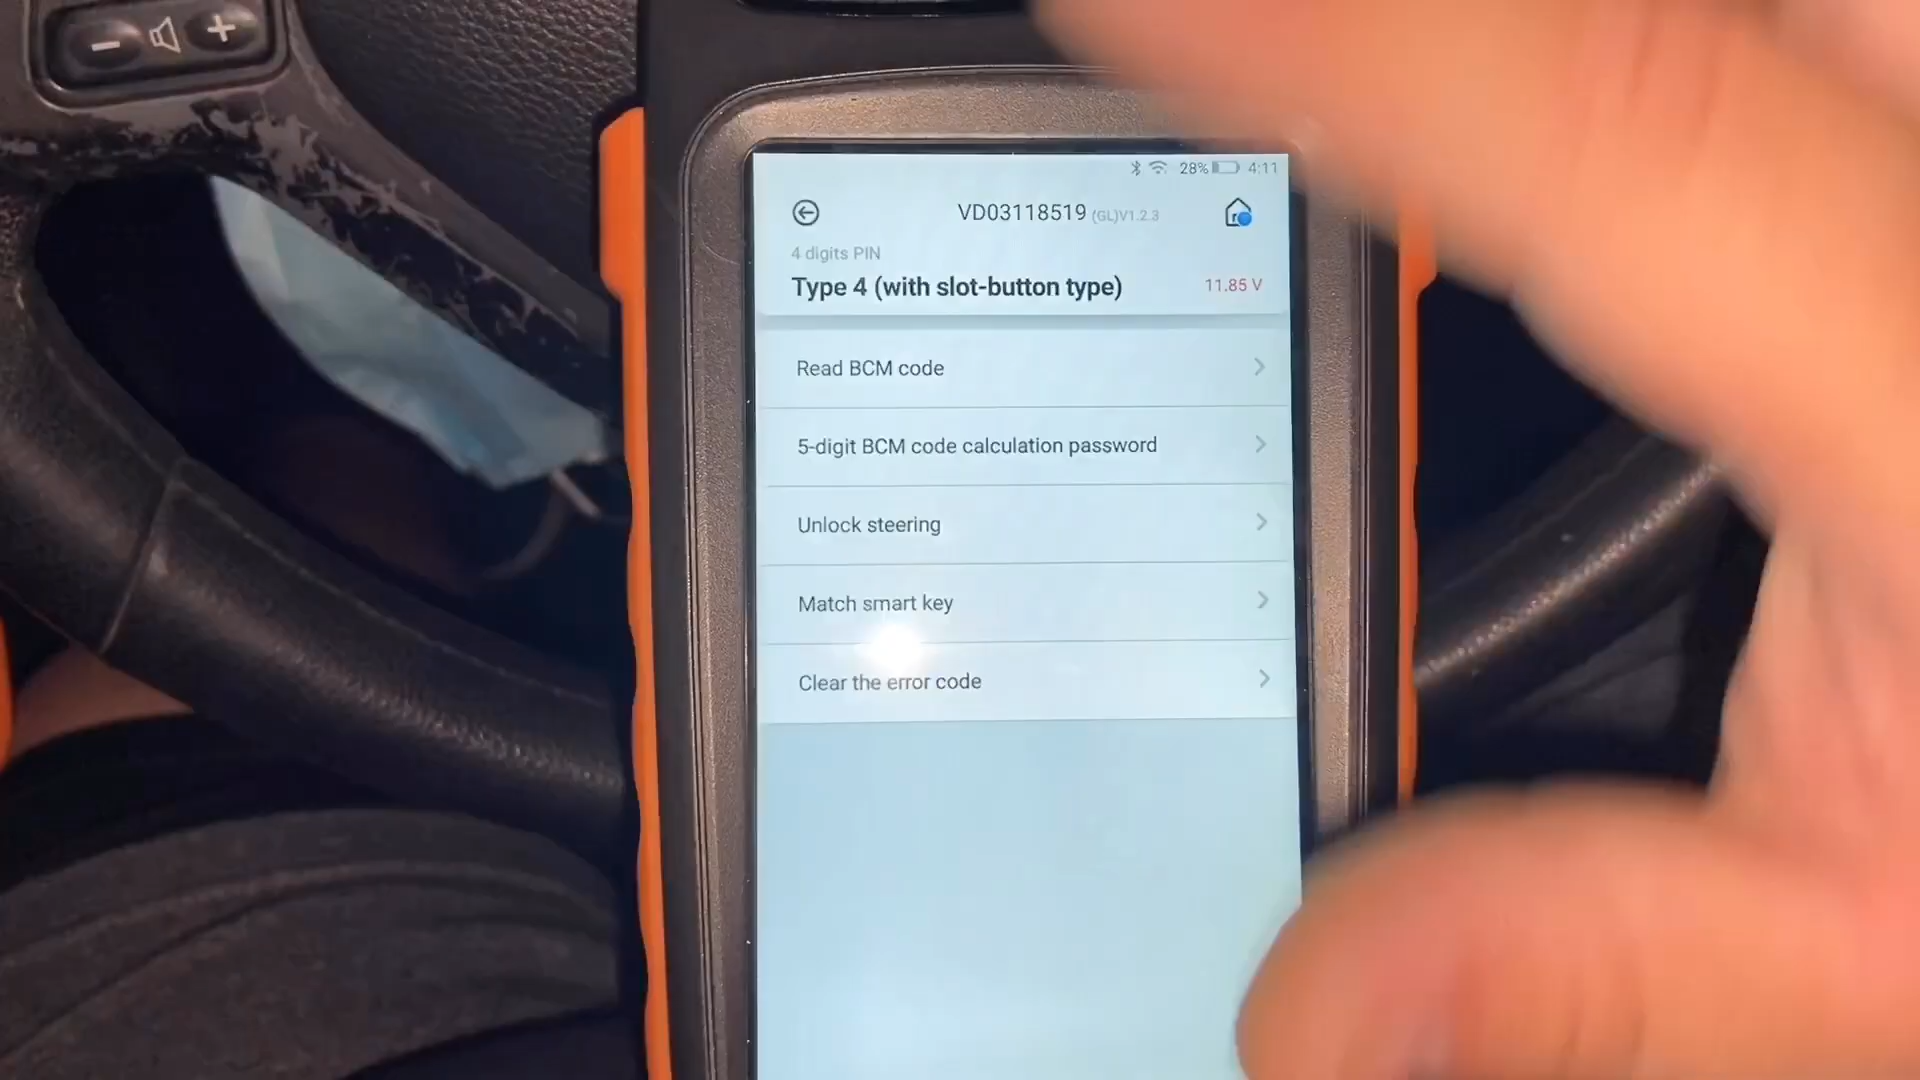 28% 4:11
VD03118519 (GL)V1.2.3
4 digits PIN
Type 4 (with slot-button type) 11.85 V
Read BCM code
5-digit BCM code calculation password
Unlock steering
Match smart key
Clear the error code